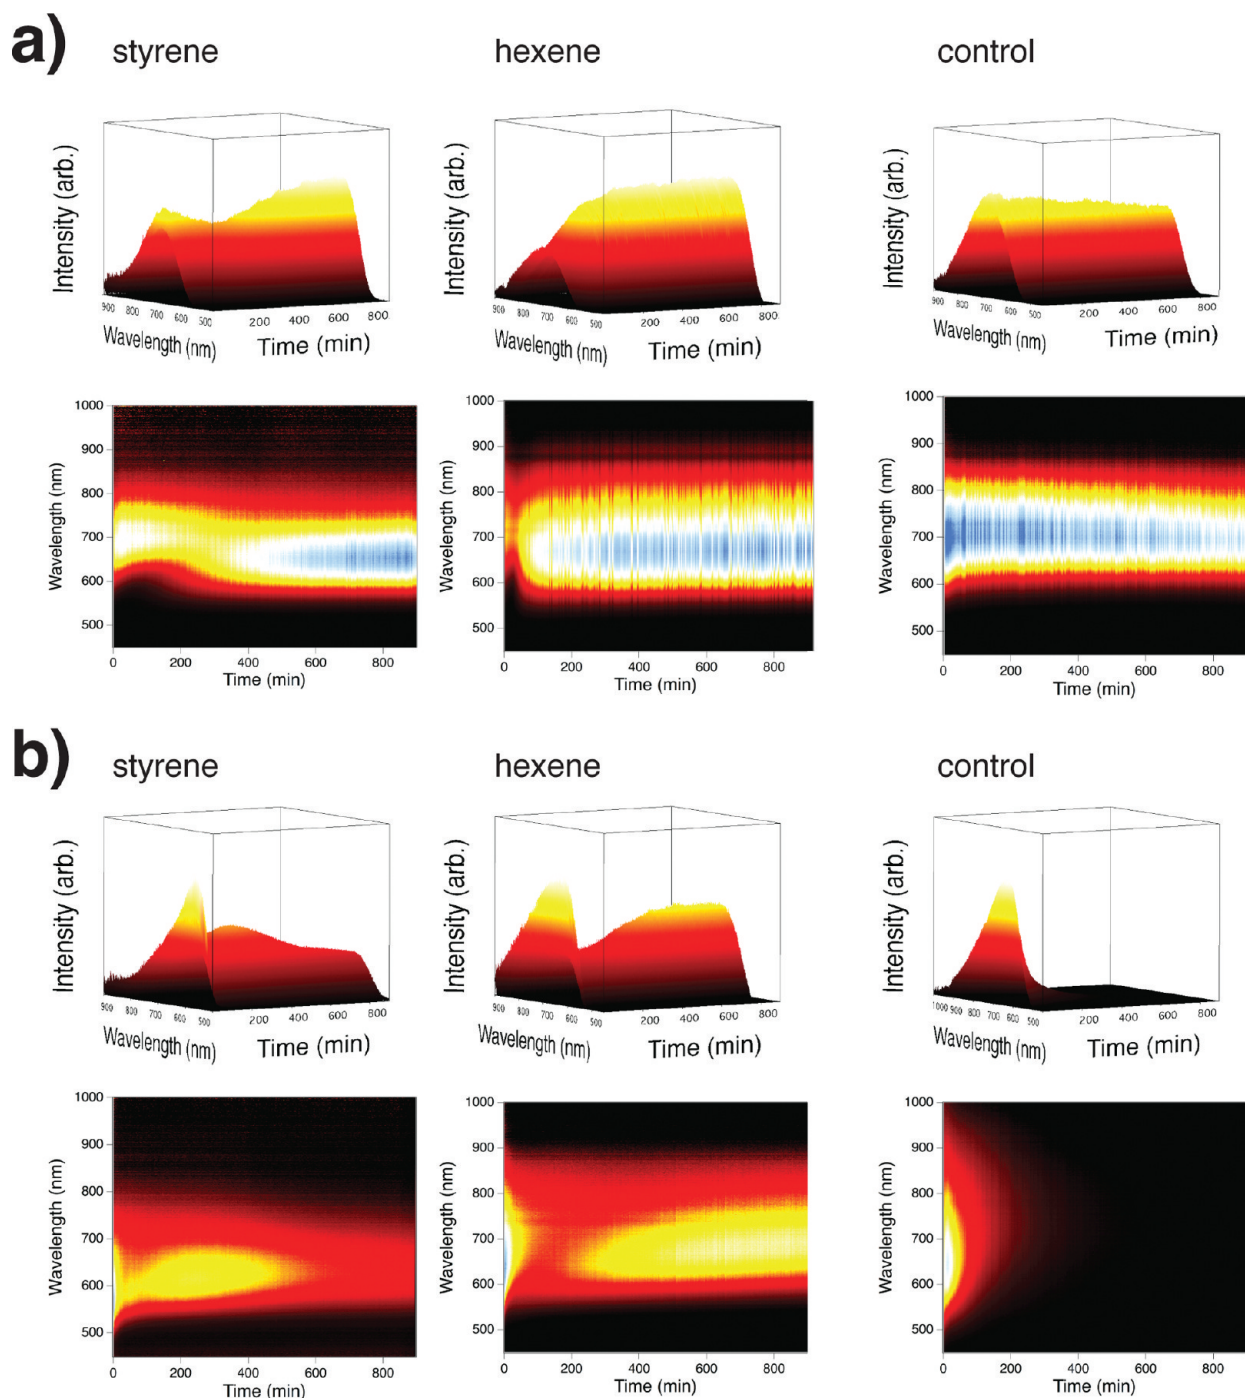 a)
styrene
hexene
control
Intensity (arb.)
900 800 700 600 500
200 400 600 800
Wavelength (nm)
Time (min)
Intensity (arb.)
900 800 700 600 500
200 400 600 800
Wavelength (nm)
Time (min)
Intensity (arb.)
900 800 700 600 500
200 400 600 800
Wavelength (nm)
Time (min)
Wavelength (nm)
1000
900
800
700
600
500
0 200 400 600 800
Time (min)
Wavelength (nm)
1000
900
800
700
600
500
0 200 400 600 800
Time (min)
Wavelength (nm)
1000
900
800
700
600
500
0 200 400 600 800
Time (min)
b)
styrene
hexene
control
Intensity (arb.)
900 800 700 600 500
200 400 600 800
Wavelength (nm)
Time (min)
Intensity (arb.)
900 800 700 600 500
200 400 600 800
Wavelength (nm)
Time (min)
Intensity (arb.)
1000 900 800 700 600 500
200 400 600 800
Wavelength (nm)
Time (min)
Wavelength (nm)
1000
900
800
700
600
500
0 200 400 600 800
Time (min)
Wavelength (nm)
1000
900
800
700
600
500
0 200 400 600 800
Time (min)
Wavelength (nm)
1000
900
800
700
600
500
0 200 400 600 800
Time (min)